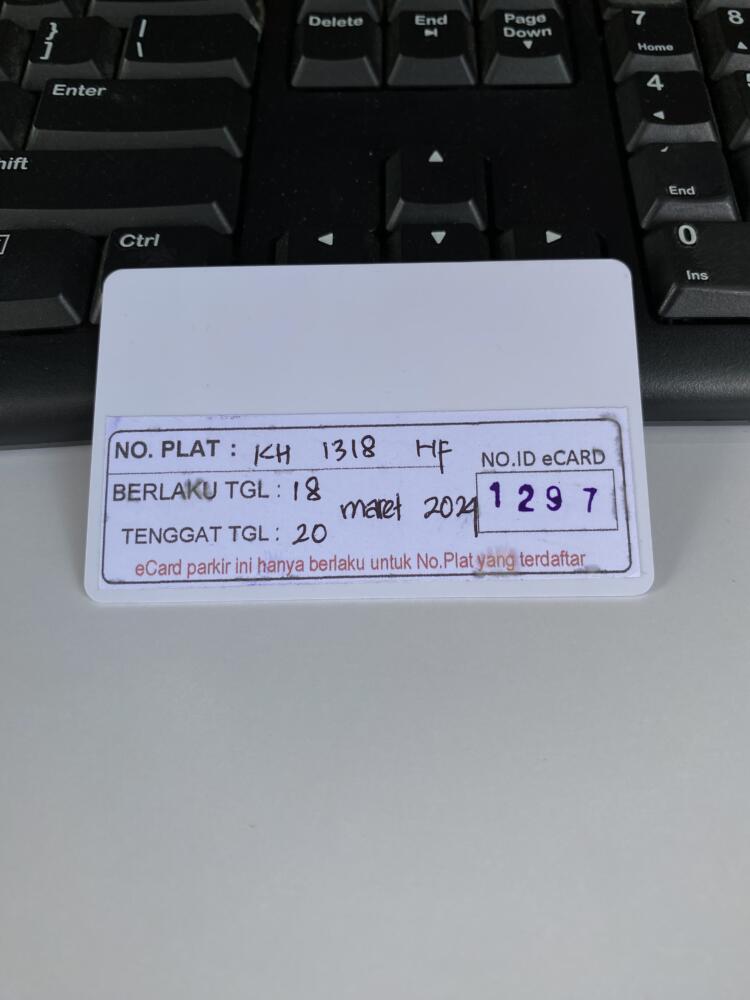 }
]
|
\
Delete
End
Page
Down
7
Home
8
Enter
4
hift
End
Ctrl
0
Ins
NO. PLAT : KH 1318 HF
NO.ID eCARD
BERLAKU TGL : 18
maret 2024
1297
TENGGAT TGL : 20
eCard parkir ini hanya berlaku untuk No.Plat yang terdaftar